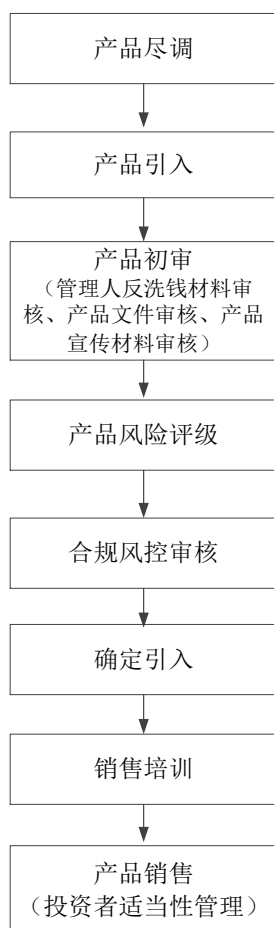 产品尽调
产品引入
产品初审
（管理人反洗钱材料审
核、产品文件审核、产品
宣传材料审核）
产品风险评级
合规风控审核
确定引入
销售培训
产品销售
（投资者适当性管理）